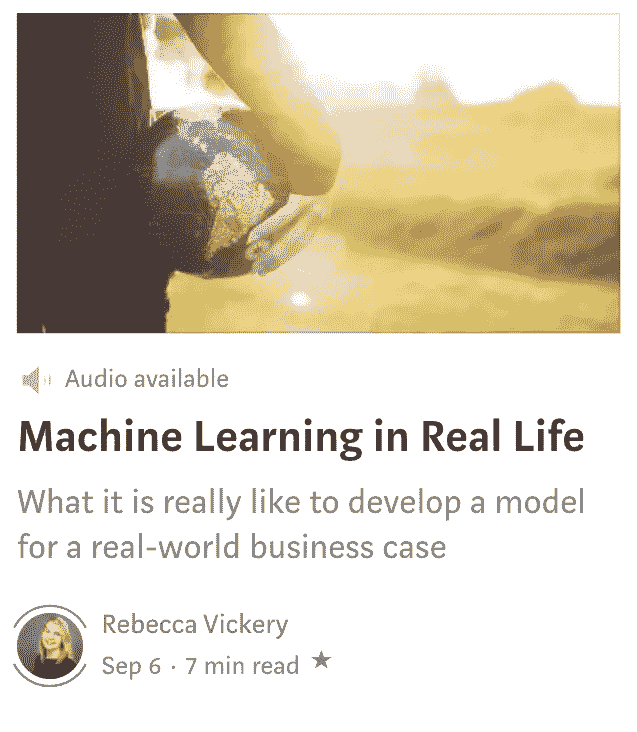 Audio available
Machine Learning in Real Life
What it is really like to develop a model
for a real-world business case
Rebecca Vickery
Sep 6 · 7 min read ★